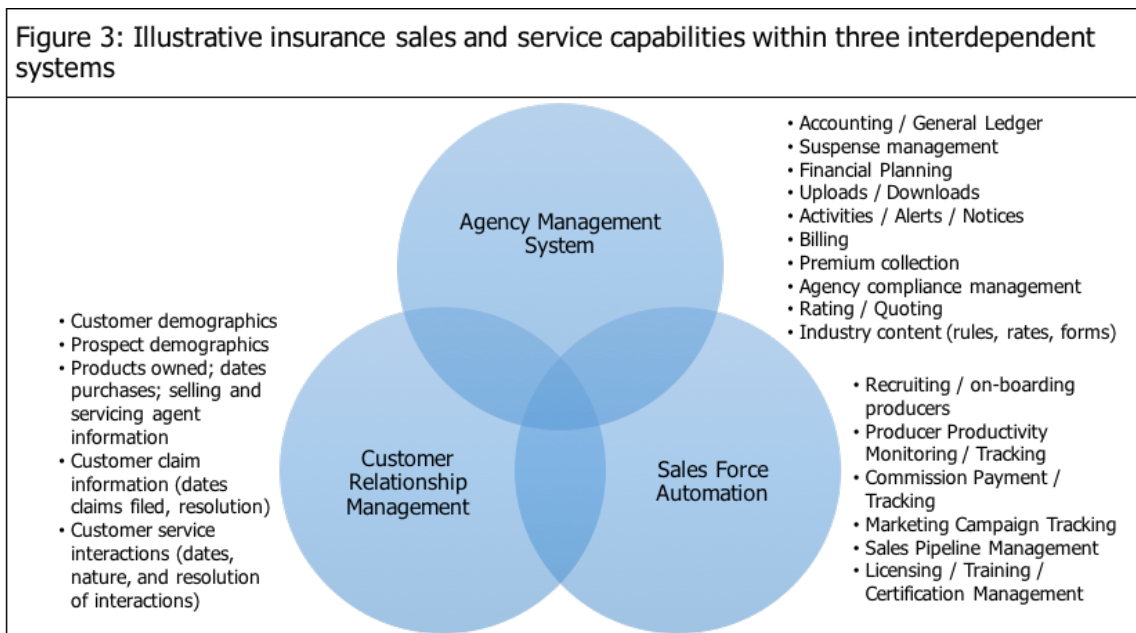 Figure 3: Illustrative insurance sales and service capabilities within three interdependent
systems
Agency Management
System
• Accounting / General Ledger
• Suspense management
• Financial Planning
• Uploads / Downloads
• Activities / Alerts / Notices
• Billing
• Premium collection
• Agency compliance management
• Rating / Quoting
• Industry content (rules, rates, forms)
• Customer demographics
• Prospect demographics
• Products owned; dates
purchases; selling and
servicing agent
information
• Customer claim
information (dates
claims filed, resolution)
• Customer service
interactions (dates,
nature, and resolution
of interactions)
Customer
Relationship
Management
Sales Force
Automation
• Recruiting / on-boarding
producers
• Producer Productivity
Monitoring / Tracking
• Commission Payment /
Tracking
• Marketing Campaign Tracking
• Sales Pipeline Management
• Licensing / Training /
Certification Management